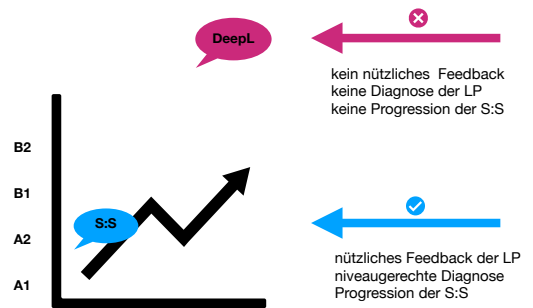 DeepL
kein nützliches Feedback
keine Diagnose der LP
keine Progression der S:S
B2
B1
A2
A1
S:S
nützliches Feedback der LP
niveaugerechte Diagnose
Progression der S:S